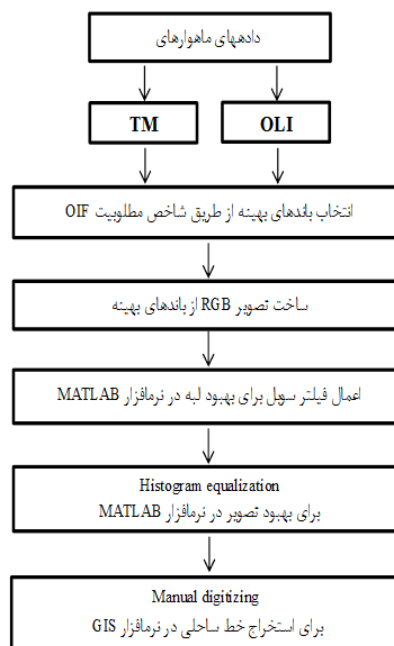 دادههای ماهوارهای
TM
OLI
انتخاب باندهای بهینه از طریق شاخص مطلوبیت OIF
ساخت تصویر RGB از باندهای بهینه
اعمال فیلتر سوبل برای بهبود لبه در نرمافزار MATLAB
Histogram equalization
برای بهبود تصویر در نرمافزار MATLAB
Manual digitizing
برای استخراج خط ساحلی در نرمافزار GIS